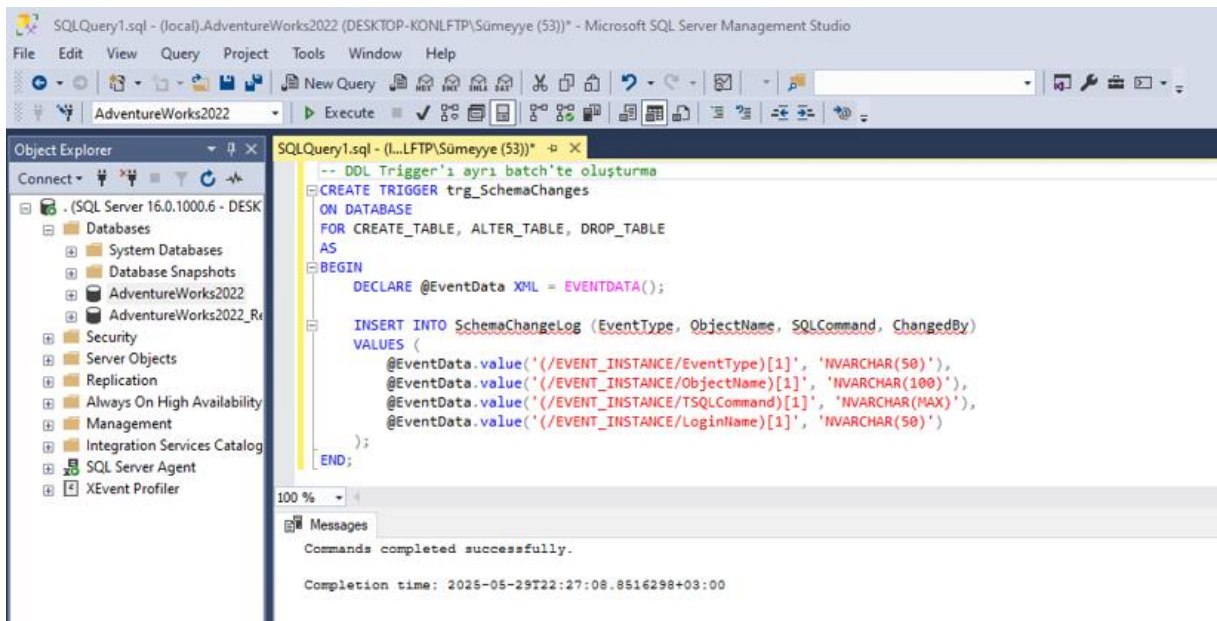 SQLQuery1.sql - (local).AdventureWorks2022 (DESKTOP-KONLFTP\Sümeyye (53))* - Microsoft SQL Server Management Studio
File Edit View Query Project Tools Window Help
New Query
AdventureWorks2022 Execute
Object Explorer
Connect
. (SQL Server 16.0.1000.6 - DESK
Databases
System Databases
Database Snapshots
AdventureWorks2022
AdventureWorks2022_Re
Security
Server Objects
Replication
Always On High Availability
Management
Integration Services Catalog
SQL Server Agent
XEvent Profiler
SQLQuery1.sql - (l...LFTP\Sümeyye (53))*
-- DDL Trigger'ı ayrı batch'te oluşturma
CREATE TRIGGER trg_SchemaChanges
ON DATABASE
FOR CREATE_TABLE, ALTER_TABLE, DROP_TABLE
AS
BEGIN
DECLARE @EventData XML = EVENTDATA();
INSERT INTO SchemaChangeLog (EventType, ObjectName, SQLCommand, ChangedBy)
VALUES (
@EventData.value('(/EVENT_INSTANCE/EventType)[1]', 'NVARCHAR(50)'),
@EventData.value('(/EVENT_INSTANCE/ObjectName)[1]', 'NVARCHAR(100)'),
@EventData.value('(/EVENT_INSTANCE/TSQLCommand)[1]', 'NVARCHAR(MAX)'),
@EventData.value('(/EVENT_INSTANCE/LoginName)[1]', 'NVARCHAR(50)')
);
END;
100 %
Messages
Commands completed successfully.
Completion time: 2025-05-29T22:27:08.8516298+03:00